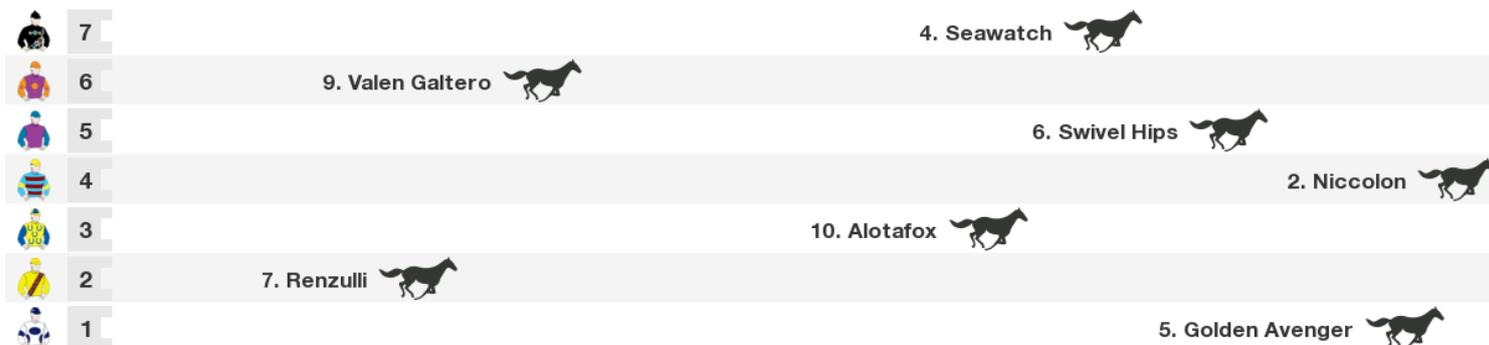 7 4. Seawatch
6 9. Valen Galtero
5 6. Swivel Hips
4 2. Niccolon
3 10. Alotafox
2 7. Renzulli
1 5. Golden Avenger